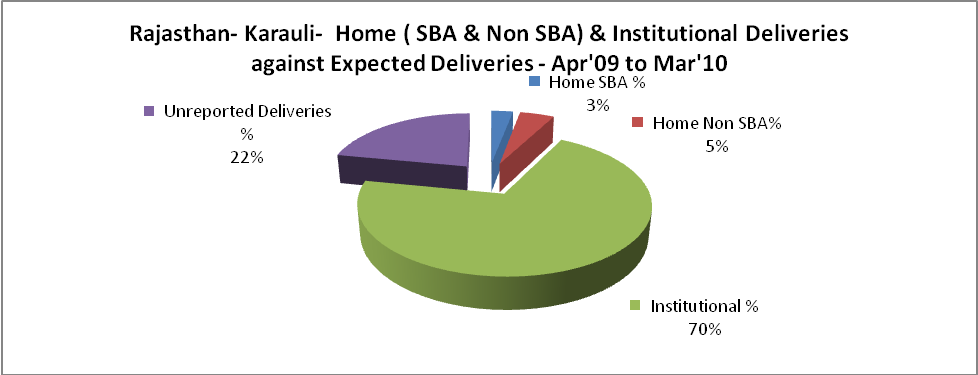 Rajasthan- Karauli- Home ( SBA & Non SBA) & Institutional Deliveries
against Expected Deliveries - Apr'09 to Mar'10
Home SBA %
3%
Unreported Deliveries
%
22%
Home Non SBA%
5%
Institutional %
70%